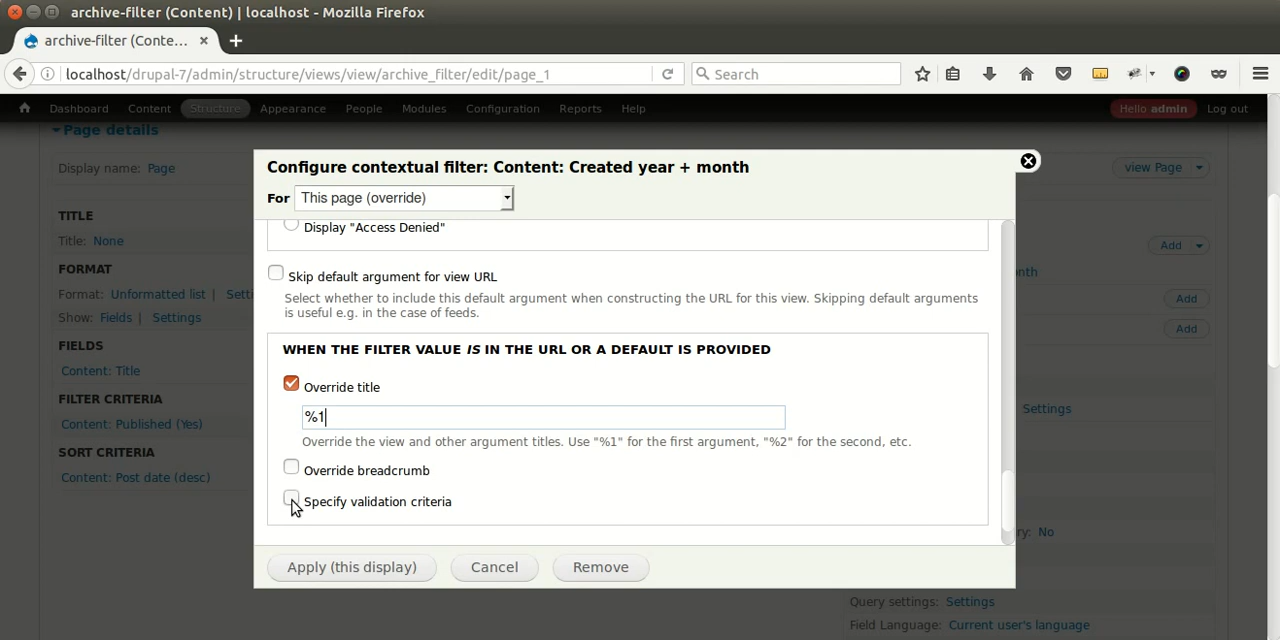 archive-filter (Content) | localhost - Mozilla Firefox
archive-filter (Conte...
localhost/drupal-7/admin/structure/views/view/archive_filter/edit/page_1
Search
Dashboard Content Structure Appearance People Modules Configuration Reports Help Hello admin Log out
Page details
Display name: Page
view Page
Configure contextual filter: Content: Created year + month
For This page (override)
TITLE
Title: None
Add
FORMAT
Format: Unformatted list |
Show: Fields | Settings
FIELDS
Content: Title
FILTER CRITERIA
Content: Published (Yes)
SORT CRITERIA
Content: Post date (desc)
Display "Access Denied"
Skip default argument for view URL
Select whether to include this default argument when constructing the URL for this view. Skipping default arguments
is useful e.g. in the case of feeds.
WHEN THE FILTER VALUE IS IN THE URL OR A DEFAULT IS PROVIDED
Override title
%1
Override the view and other argument titles. Use "%1" for the first argument, "%2" for the second, etc.
Override breadcrumb
Specify validation criteria
Apply (this display) Cancel Remove
Add
Add
Settings
No
Query settings: Settings
Field Language: Current user's language